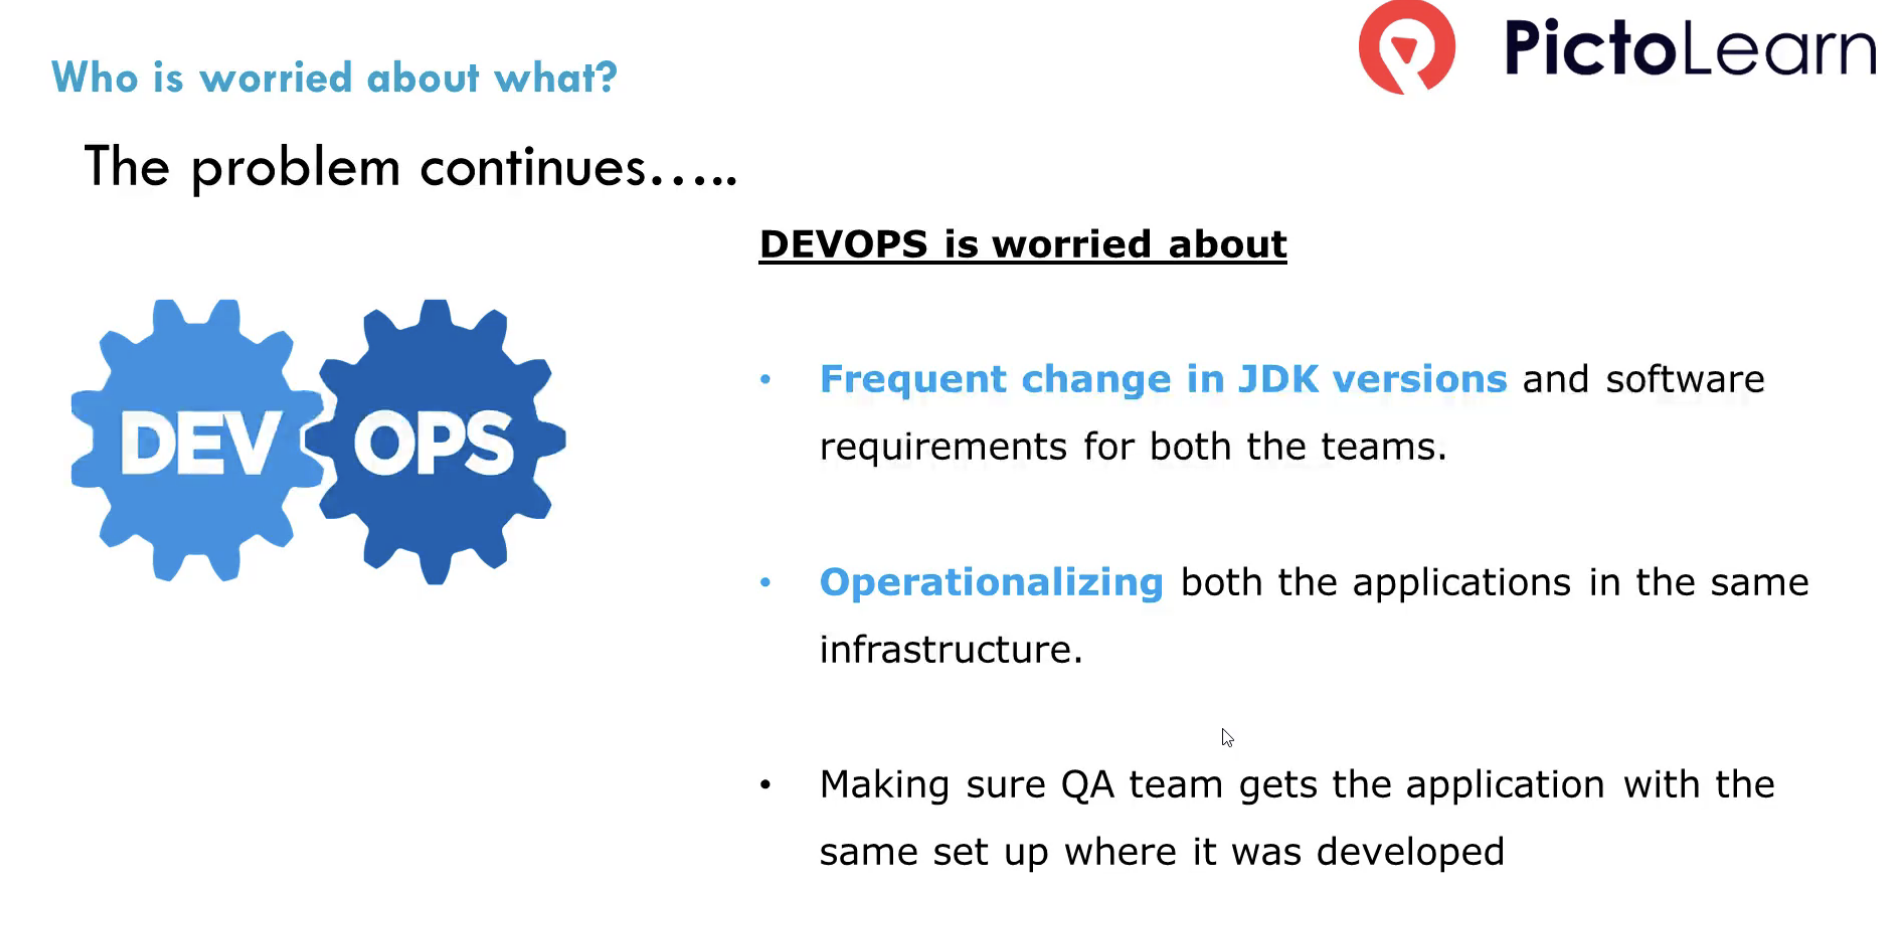 PictoLearn
Who is worried about what?
The problem continues.....
DEVOPS is worried about
DEV OPS
• Frequent change in JDK versions and software
requirements for both the teams.
• Operationalizing both the applications in the same
infrastructure.
• Making sure QA team gets the application with the
same set up where it was developed